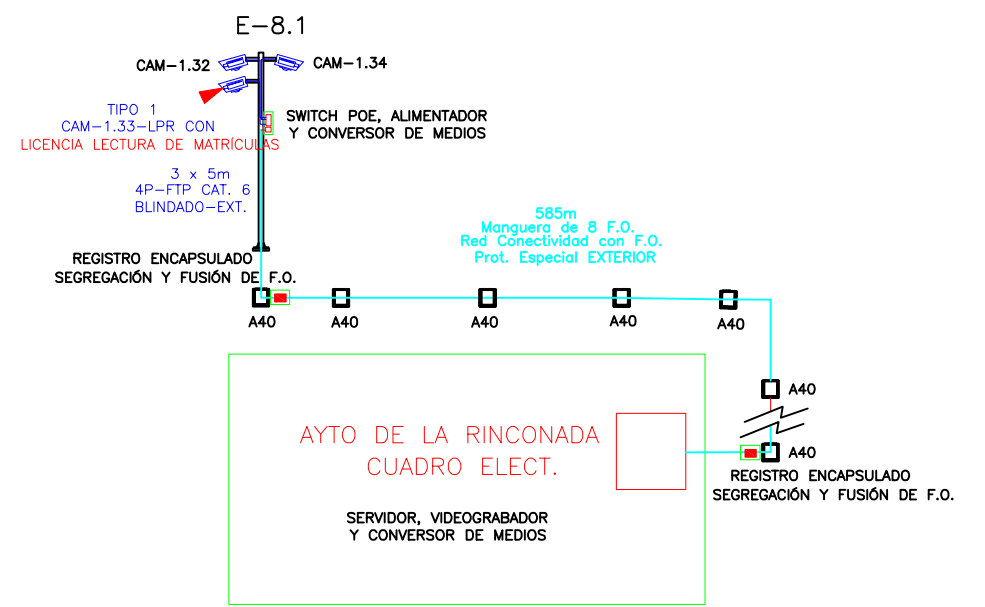 E-8.1
CAM-1.32
CAM-1.34
TIPO 1
CAM-1.33-LPR CON
LICENCIA LECTURA DE MATRÍCULAS
SWITCH POE, ALIMENTADOR
Y CONVERSOR DE MEDIOS
3 x 5m
4P-FTP CAT. 6
BLINDADO-EXT.
585m
Manguera de 8 F.O.
Red Conectividad con F.O.
Prot. Especial EXTERIOR
REGISTRO ENCAPSULADO
SEGREGACIÓN Y FUSIÓN DE F.O.
A40
A40
A40
A40
A40
A40
A40
AYTO DE LA RINCONADA
CUADRO ELECT.
REGISTRO ENCAPSULADO
SEGREGACIÓN Y FUSIÓN DE F.O.
SERVIDOR, VIDEOGRABADOR
Y CONVERSOR DE MEDIOS